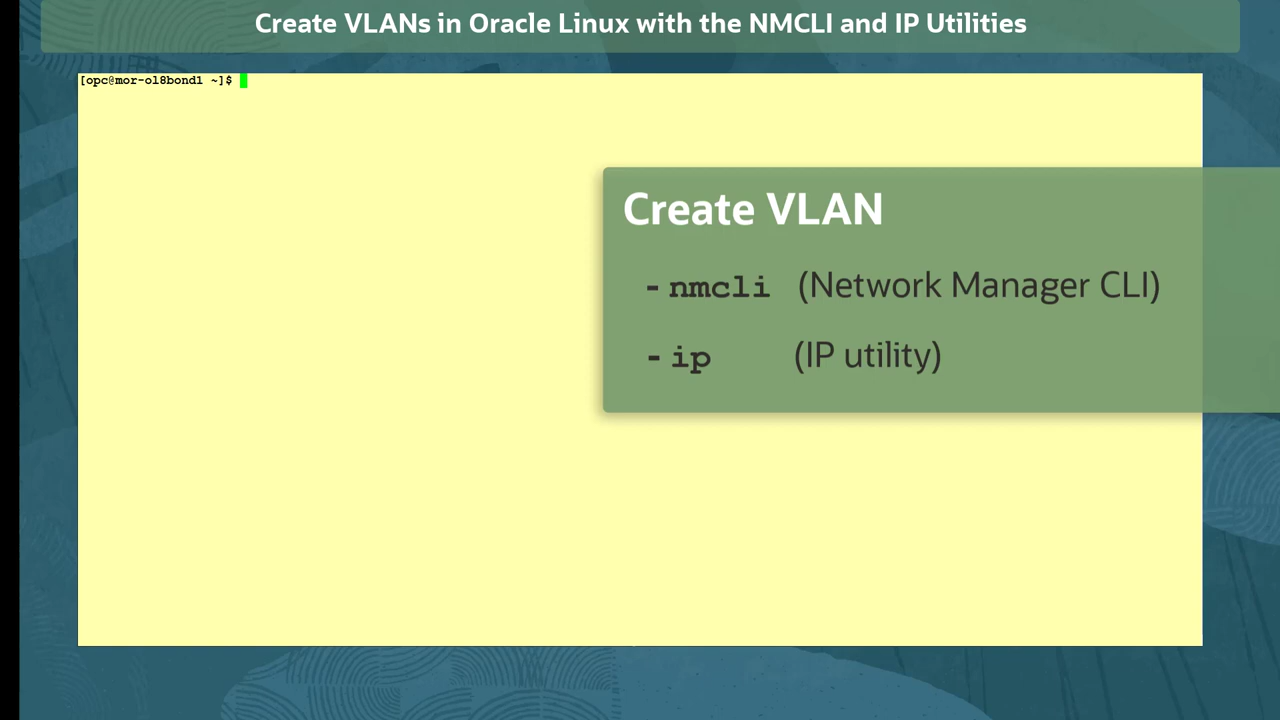 Create VLANs in Oracle Linux with the NMCLI and IP Utilities
[opc@mor-ol8bond1 ~]$
Create VLAN
- nmcli (Network Manager CLI)
- ip (IP utility)